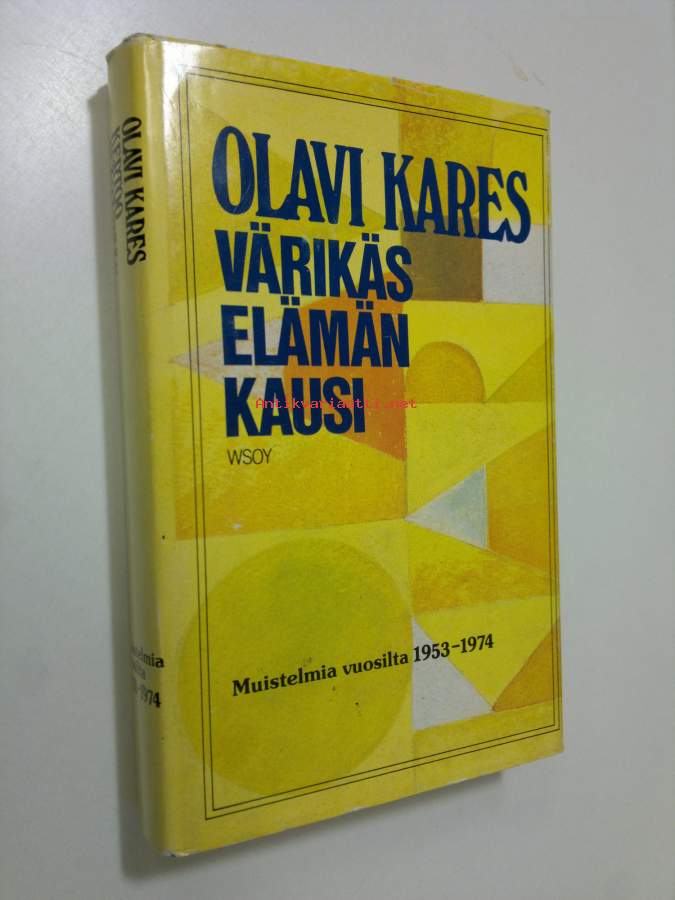 OLAVI KARES
VÄRIKÄS
ELÄMÄN
KAUSI
WSOY
Muistelmia vuosilta 1953–1974
Antikvariaatti.net
OLAVI KARES